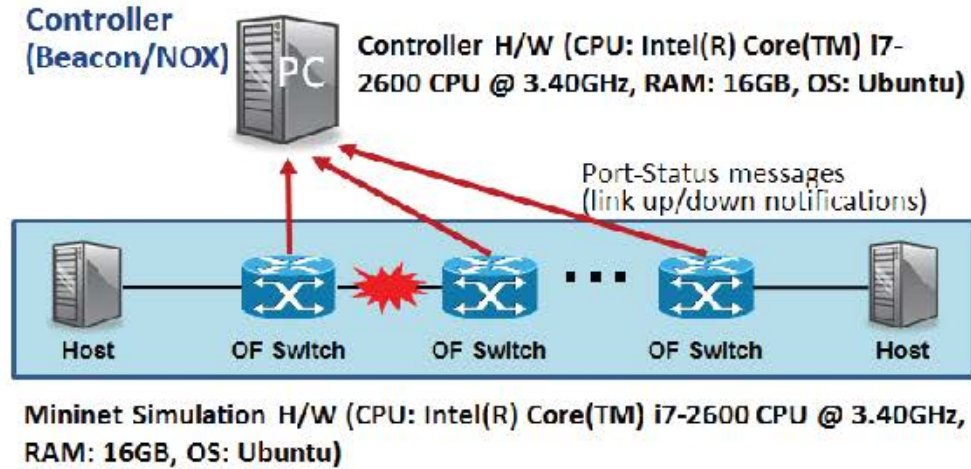 Controller
(Beacon/NOX)
PC
Controller H/W (CPU: Intel(R) Core(TM) i7-
2600 CPU @ 3.40GHz, RAM: 16GB, OS: Ubuntu)
Port-Status messages
(link up/down notifications)
...
Host
OF Switch
OF Switch
OF Switch
Host
Mininet Simulation H/W (CPU: Intel(R) Core(TM) i7-2600 CPU @ 3.40GHz,
RAM: 16GB, OS: Ubuntu)